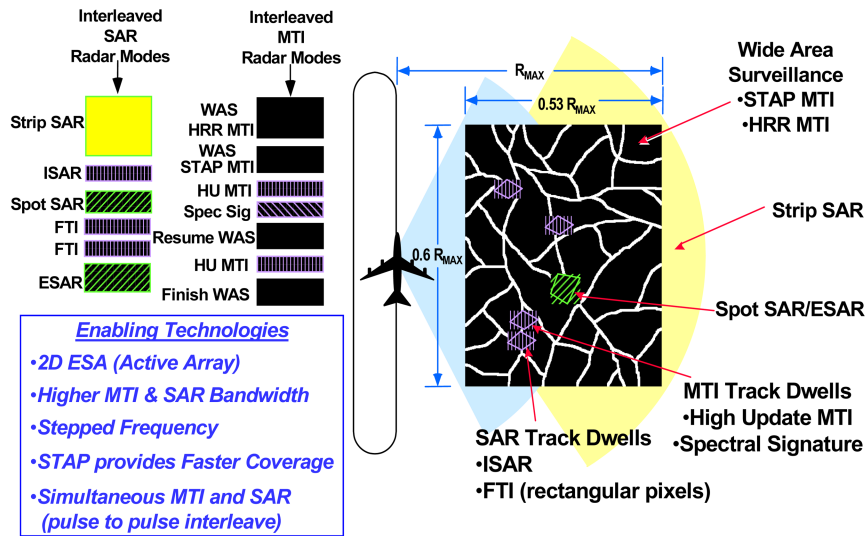 Interleaved
SAR
Radar Modes
Strip SAR
ISAR
Spot SAR
FTI
FTI
ESAR
Interleaved
MTI
Radar Modes
WAS
HRR MTI
WAS
STAP MTI
HU MTI
Spec Sig
Resume WAS
HU MTI
Finish WAS
RMAX
0.53 RMAX
0.6 RMAX
Wide Area
Surveillance
•STAP MTI
•HRR MTI
Strip SAR
Spot SAR/ESAR
MTI Track Dwells
•High Update MTI
•Spectral Signature
SAR Track Dwells
•ISAR
•FTI (rectangular pixels)
Enabling Technologies
•2D ESA (Active Array)
•Higher MTI & SAR Bandwidth
•Stepped Frequency
•STAP provides Faster Coverage
•Simultaneous MTI and SAR
(pulse to pulse interleave)